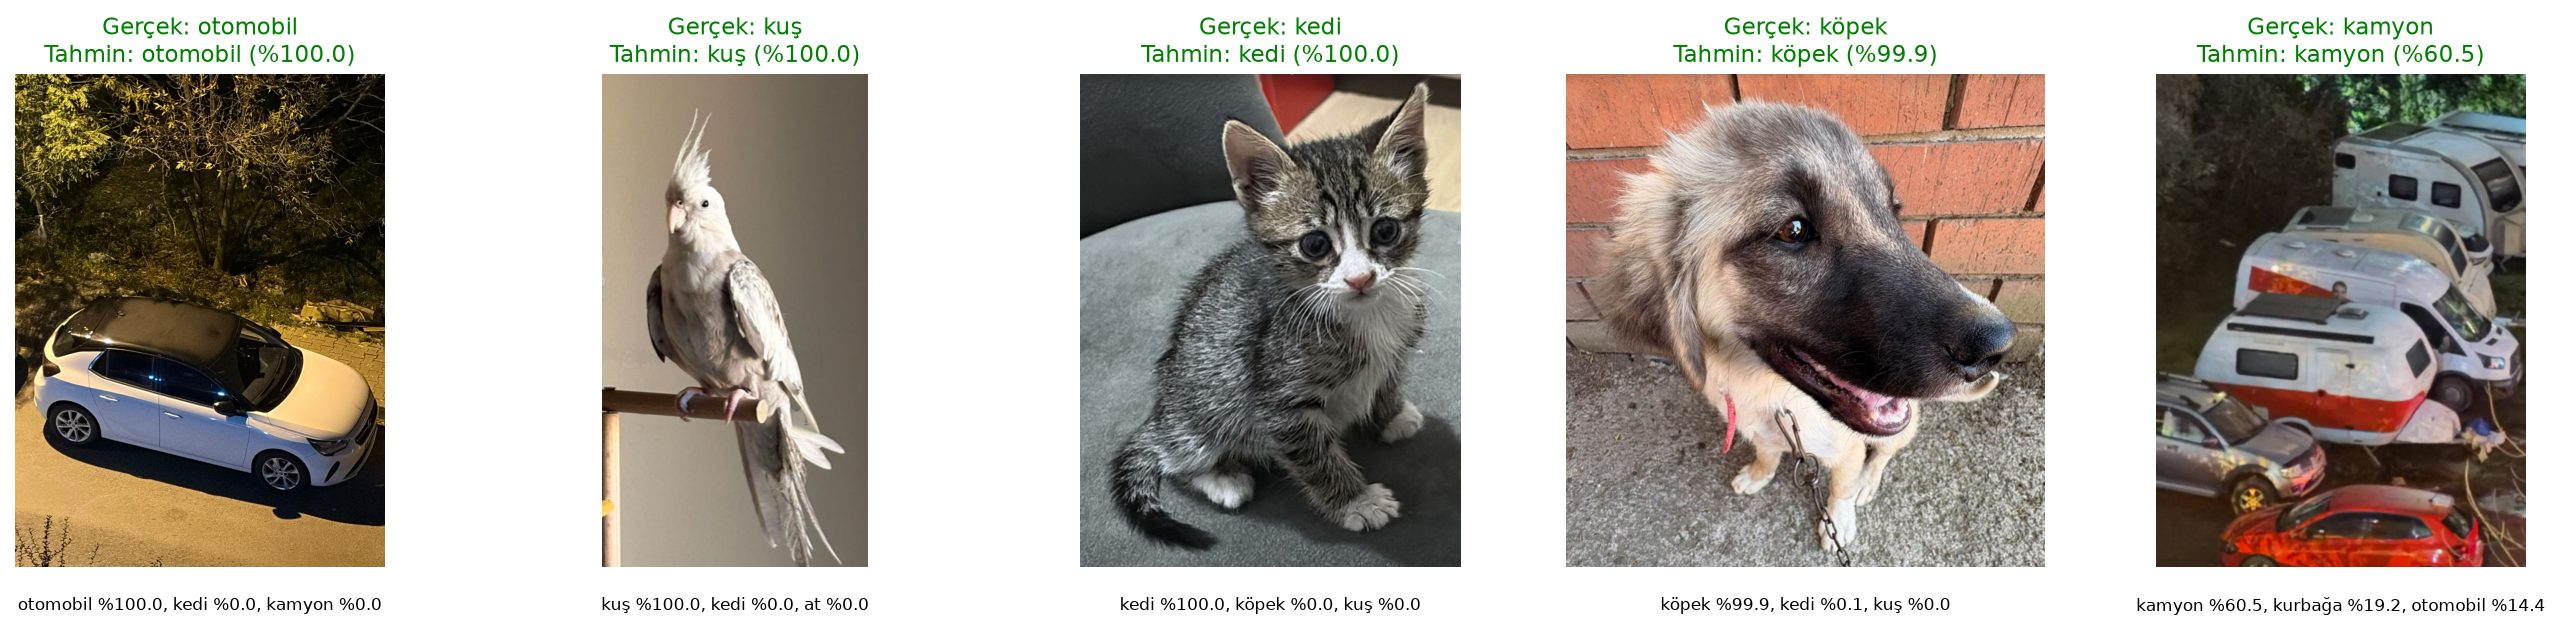 Gerçek: otomobil
Tahmin: otomobil (%100.0)
otomobil %100.0, kedi %0.0, kamyon %0.0
Gerçek: kuş
Tahmin: kuş (%100.0)
kuş %100.0, kedi %0.0, at %0.0
Gerçek: kedi
Tahmin: kedi (%100.0)
kedi %100.0, köpek %0.0, kuş %0.0
Gerçek: köpek
Tahmin: köpek (%99.9)
köpek %99.9, kedi %0.1, kuş %0.0
Gerçek: kamyon
Tahmin: kamyon (%60.5)
kamyon %60.5, kurbağa %19.2, otomobil %14.4